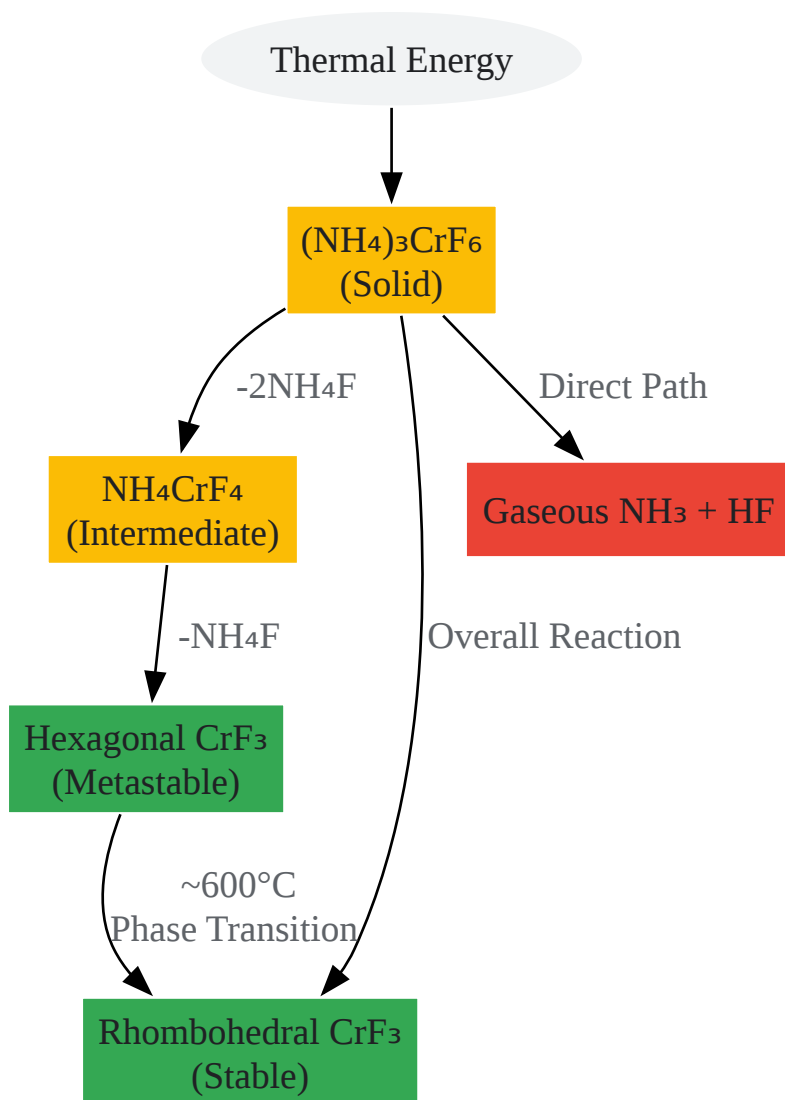 Thermal Energy
(NH₄)₃CrF₆
(Solid)
-2NH₄F
Direct Path
NH₄CrF₄
(Intermediate)
Gaseous NH₃ + HF
-NH₄F
Overall Reaction
Hexagonal CrF₃
(Metastable)
~600°C
Phase Transition
Rhombohedral CrF₃
(Stable)